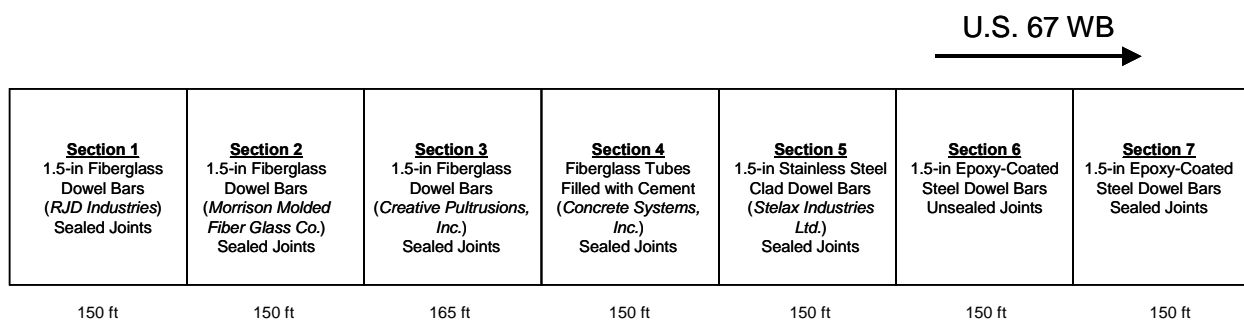 U.S. 67 WB
Section 1
1.5-in Fiberglass
Dowel Bars
(RJD Industries)
Sealed Joints
Section 2
1.5-in Fiberglass
Dowel Bars
(Morrison Molded
Fiber Glass Co.)
Sealed Joints
Section 3
1.5-in Fiberglass
Dowel Bars
(Creative Pultrusions,
Inc.)
Sealed Joints
Section 4
Fiberglass Tubes
Filled with Cement
(Concrete Systems,
Inc.)
Sealed Joints
Section 5
1.5-in Stainless Steel
Clad Dowel Bars
(Stelax Industries
Ltd.)
Sealed Joints
Section 6
1.5-in Epoxy-Coated
Steel Dowel Bars
Unsealed Joints
Section 7
1.5-in Epoxy-Coated
Steel Dowel Bars
Sealed Joints
150 ft
150 ft
165 ft
150 ft
150 ft
150 ft
150 ft